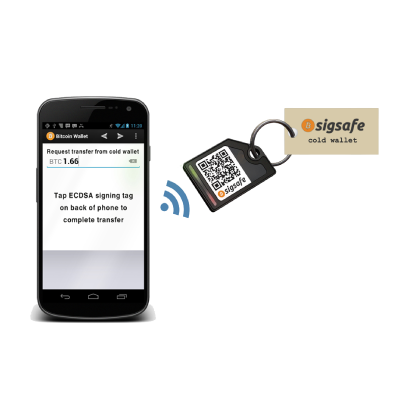 11:39
Bitcoin Wallet
Request transfer from cold wallet
BTC 1.66
Tap ECDSA signing tag
on back of phone to
complete transfer
sigsafe
sigsafe
cold wallet